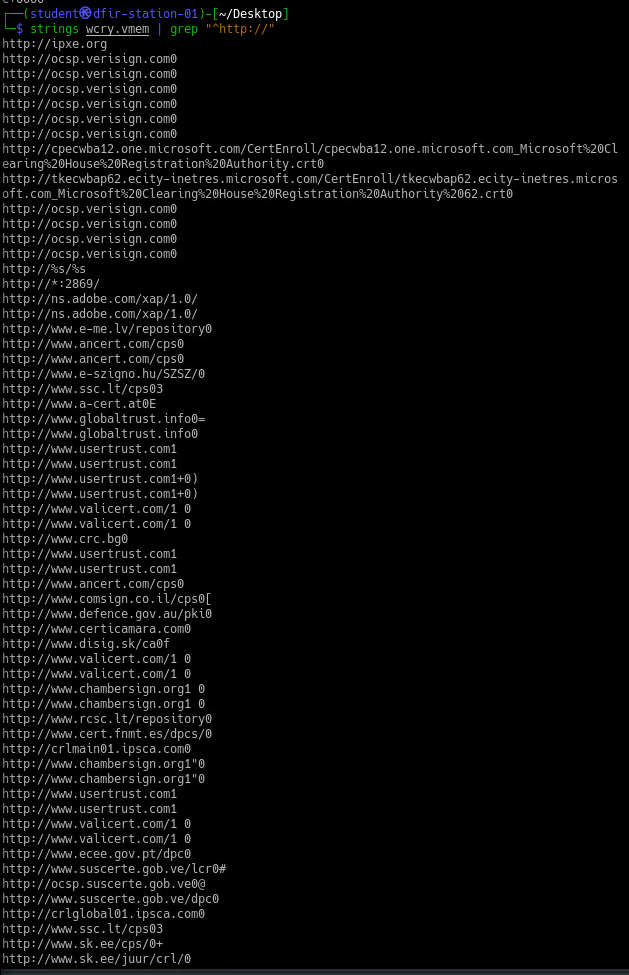 ┌──(student㉿dfir-station-01)-[~/Desktop]
└─$ strings wcry.vmem | grep "^http://"
http://ipxe.org
http://ocsp.verisign.com0
http://ocsp.verisign.com0
http://ocsp.verisign.com0
http://ocsp.verisign.com0
http://ocsp.verisign.com0
http://ocsp.verisign.com0
http://cpecwba12.one.microsoft.com/CertEnroll/cpecwba12.one.microsoft.com_Microsoft%20Cl
earing%20House%20Registration%20Authority.crt0
http://tkecwbap62.ecity-inetres.microsoft.com/CertEnroll/tkecwbap62.ecity-inetres.micros
oft.com_Microsoft%20Clearing%20House%20Registration%20Authority%2062.crt0
http://ocsp.verisign.com0
http://ocsp.verisign.com0
http://ocsp.verisign.com0
http://ocsp.verisign.com0
http://%s/%s
http://*:2869/
http://ns.adobe.com/xap/1.0/
http://ns.adobe.com/xap/1.0/
http://www.e-me.lv/repository0
http://www.ancert.com/cps0
http://www.ancert.com/cps0
http://www.e-szigno.hu/SZSZ/0
http://www.ssc.lt/cps03
http://www.a-cert.at0E
http://www.globaltrust.info0=
http://www.globaltrust.info0
http://www.usertrust.com1
http://www.usertrust.com1
http://www.usertrust.com1+0)
http://www.usertrust.com1+0)
http://www.valicert.com/1 0
http://www.valicert.com/1 0
http://www.crc.bg0
http://www.usertrust.com1
http://www.usertrust.com1
http://www.ancert.com/cps0
http://www.comsign.co.il/cps0[
http://www.defence.gov.au/pki0
http://www.certicamara.com0
http://www.disig.sk/ca0f
http://www.valicert.com/1 0
http://www.valicert.com/1 0
http://www.chambersign.org1 0
http://www.chambersign.org1 0
http://www.rcsc.lt/repository0
http://www.cert.fnmt.es/dpcs/0
http://crlmain01.ipsca.com0
http://www.chambersign.org1"0
http://www.chambersign.org1"0
http://www.usertrust.com1
http://www.usertrust.com1
http://www.valicert.com/1 0
http://www.valicert.com/1 0
http://www.ecee.gov.pt/dpc0
http://www.suscerte.gob.ve/lcr0#
http://ocsp.suscerte.gob.ve0@
http://www.suscerte.gob.ve/dpc0
http://crlglobal01.ipsca.com0
http://www.ssc.lt/cps03
http://www.sk.ee/cps/0+
http://www.sk.ee/juur/crl/0